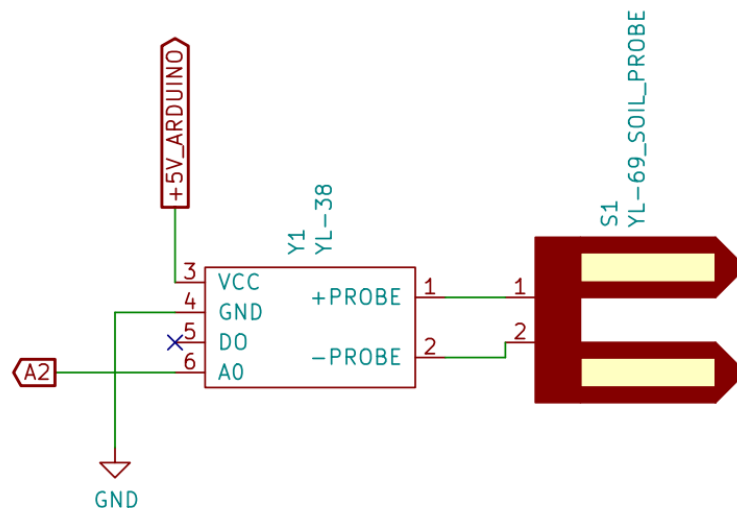 +5V_ARDUINO
Y1
YL-38
S1
YL-69_SOIL_PROBE
3
VCC
4
GND
5
DO
6
A0
+PROBE
1
1
-PROBE
2
2
A2
GND